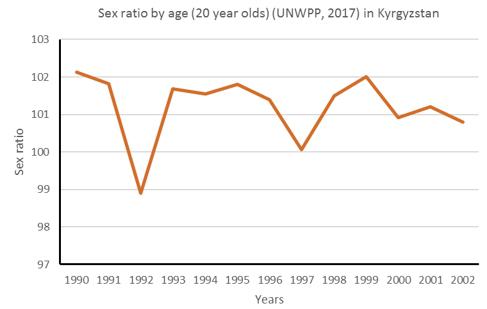 Sex ratio by age (20 year olds) (UNWPP, 2017) in Kyrgyzstan
103
102
101
100
99
98
97
Sex ratio
1990 1991 1992 1993 1994 1995 1996 1997 1998 1999 2000 2001 2002
Years